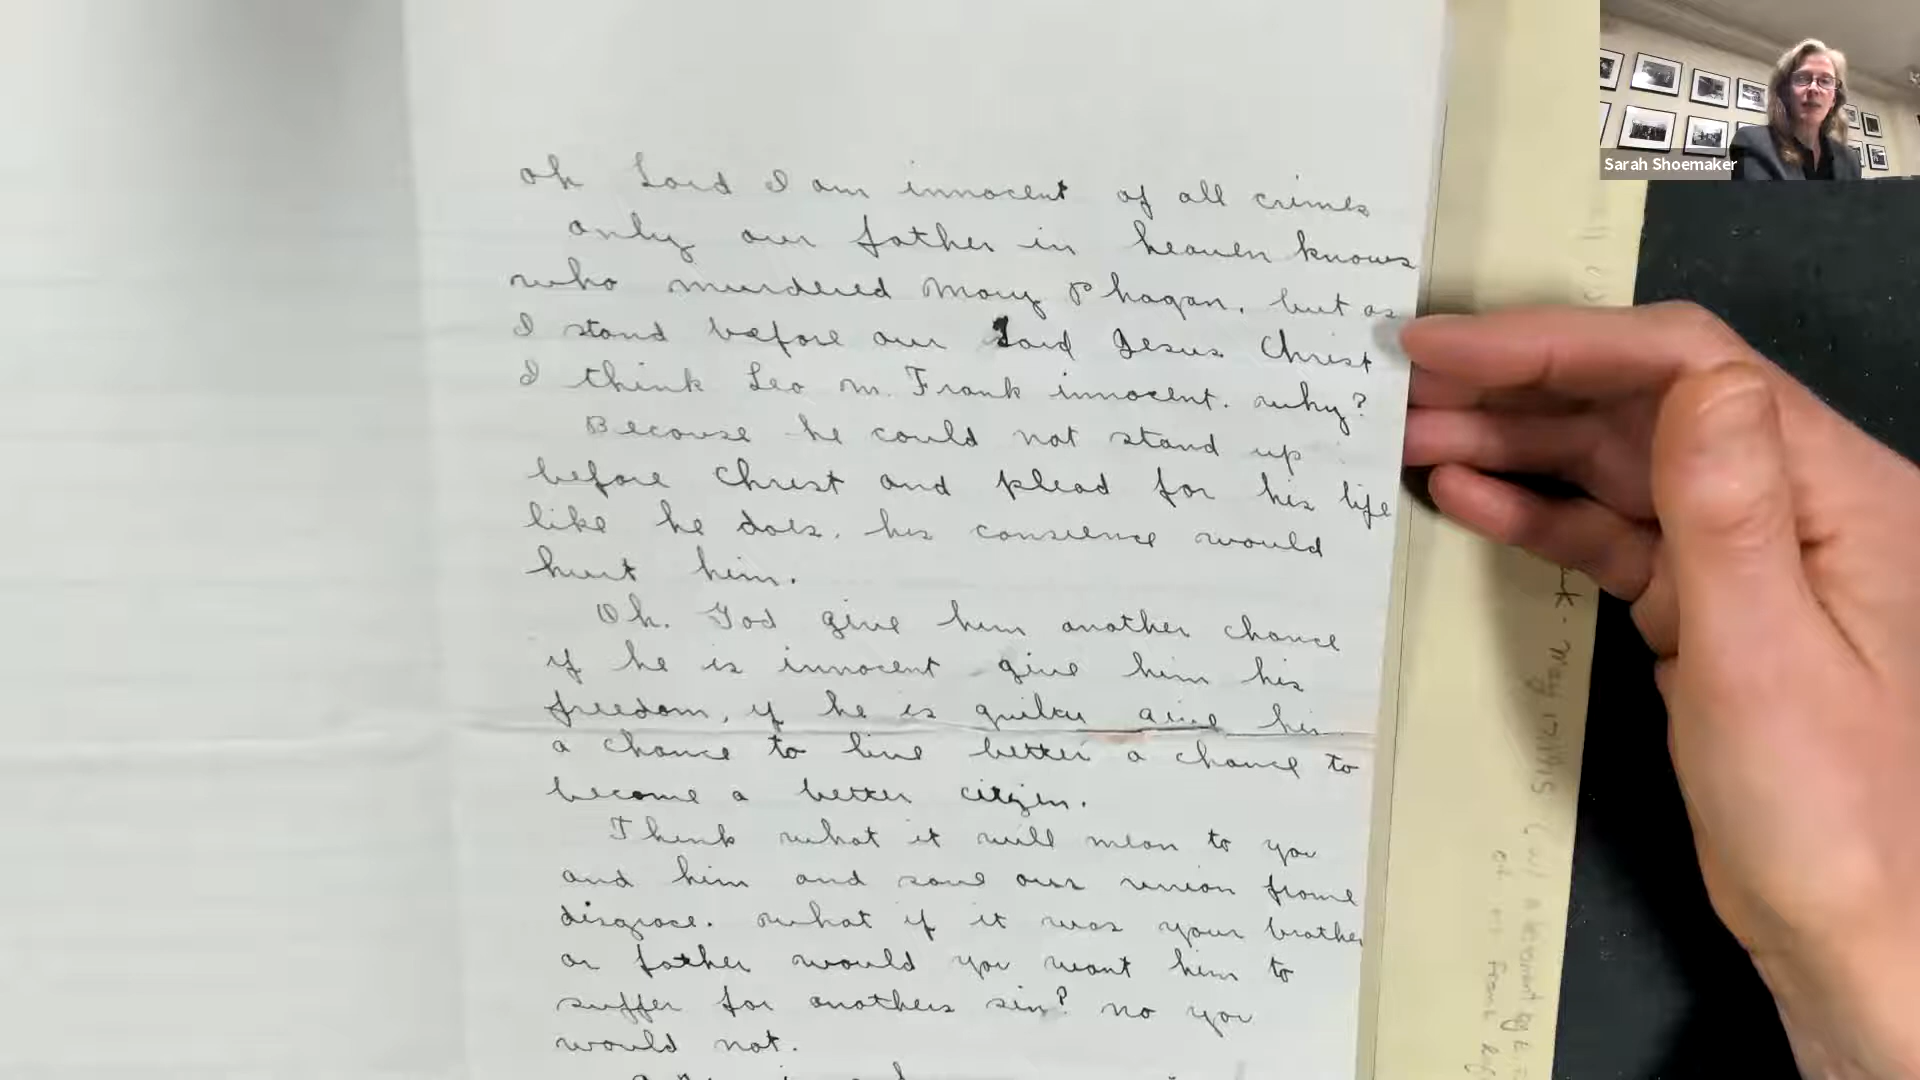 oh Lord I am innocent of all crimes
only our father in heaven knows
who murdered Mary Phagan. but as
I stand before our Lord Jesus Christ
I think Leo M. Frank innocent. why?
Because he could not stand up
before Christ and plead for his life
like he does. his consience would
hurt him.
Oh. God give him another chance
if he is innocent give him his
freedom, if he is guilty give him
a chance to live better a chance to
become a better citizen.
Think what it will mean to you
and him and save our union frome
disgrace. what if it was your brother
or father would you want him to
suffer for anothers sin? no you
would not.
Sarah Shoemaker